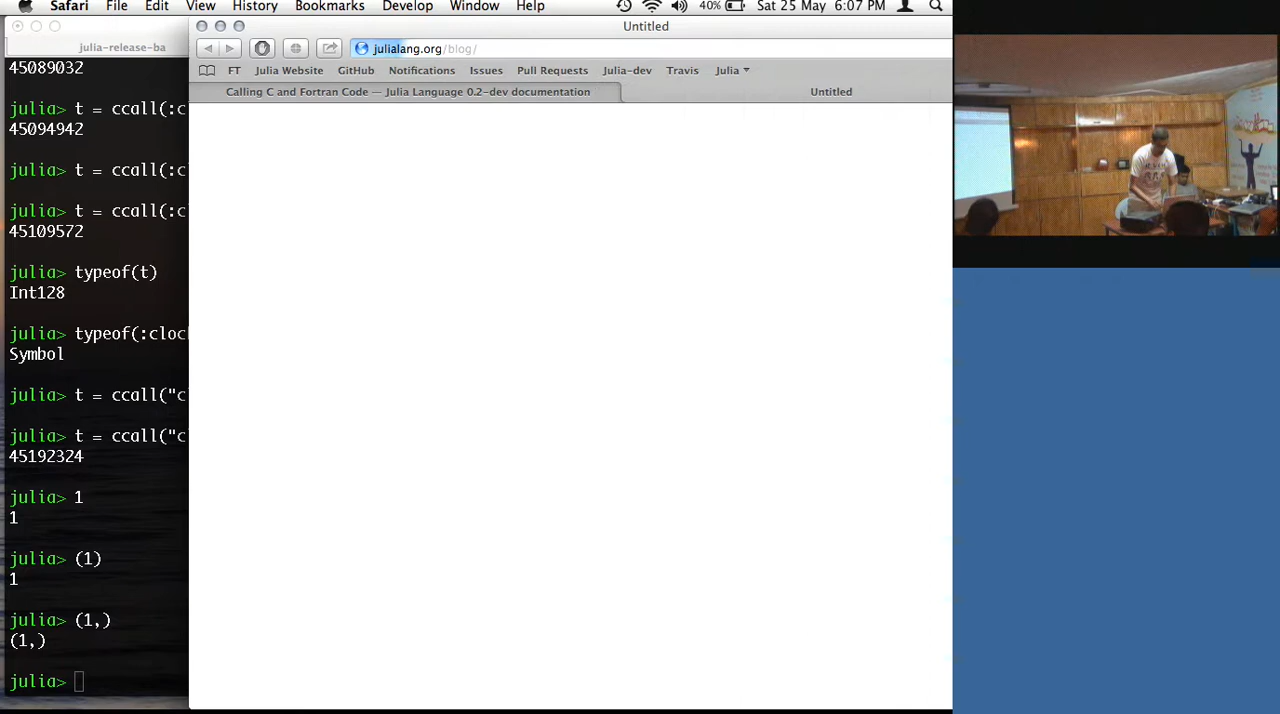 Safari File Edit View History Bookmarks Develop Window Help 40% Sat 25 May 6:07 PM
julia-release-ba
Untitled
julialang.org/blog/
FT Julia Website GitHub Notifications Issues Pull Requests Julia-dev Travis Julia
Calling C and Fortran Code — Julia Language 0.2-dev documentation
Untitled
45089032
julia> t = ccall(:c
45094942
julia> t = ccall(:c
julia> t = ccall(:c
45109572
julia> typeof(t)
Int128
julia> typeof(:cloc
Symbol
julia> t = ccall("c
julia> t = ccall("c
45192324
julia> 1
1
julia> (1)
1
julia> (1,)
(1,)
julia>